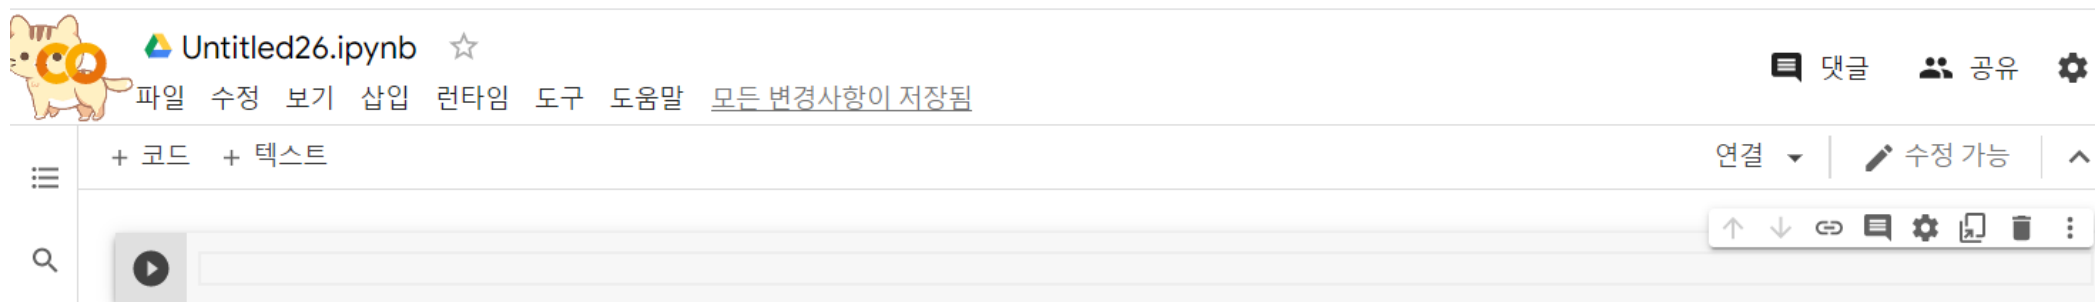 Untitled26.ipynb
댓글 공유
파일 수정 보기 삽입 런타임 도구 도움말 모든 변경사항이 저장됨
+ 코드 + 텍스트 연결 수정 가능